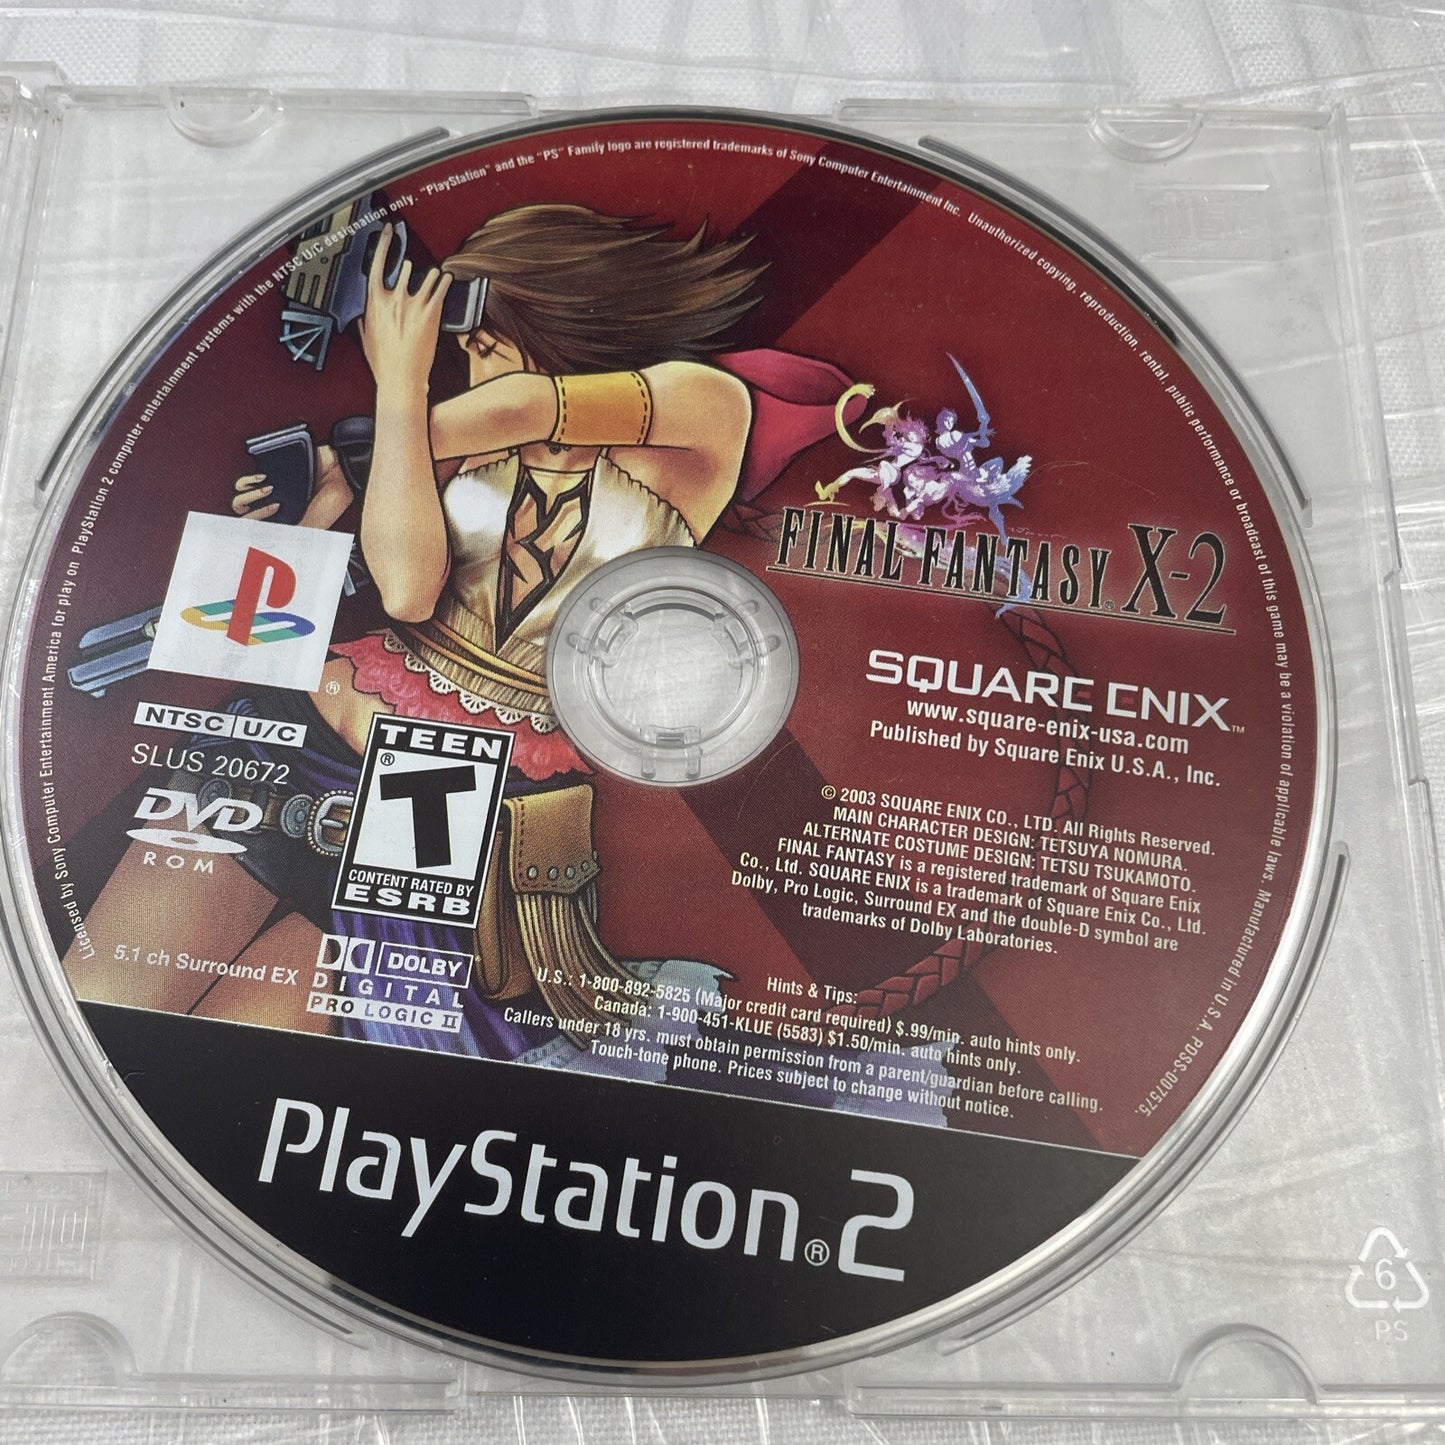 Licensed by Sony Computer Entertainment America for play on PlayStation 2 computer entertainment systems with the NTSC U/C designation only. "PlayStation" and the "PS" Family logo are registered trademarks of Sony Computer Entertainment Inc. Unauthorized copying, reproduction, rental, public performance or broadcast of this game may be a violation of applicable laws. Manufactured in U.S.A. PDSS-007575.
FINAL FANTASY® X-2
SQUARE ENIX™
www.square-enix-usa.com
Published by Square Enix U.S.A., Inc.
®
NTSC U/C
SLUS 20672
DVD
ROM
TEEN
®
T
CONTENT RATED BY
ESRB
© 2003 SQUARE ENIX CO., LTD. All Rights Reserved.
MAIN CHARACTER DESIGN: TETSUYA NOMURA.
ALTERNATE COSTUME DESIGN: TETSU TSUKAMOTO.
FINAL FANTASY is a registered trademark of Square Enix
Co., Ltd. SQUARE ENIX is a trademark of Square Enix Co., Ltd.
Dolby, Pro Logic, Surround EX and the double-D symbol are
trademarks of Dolby Laboratories.
5.1 ch Surround EX
DOLBY
DIGITAL
PRO LOGIC II
Hints & Tips:
U.S.: 1-800-892-5825 (Major credit card required) $.99/min. auto hints only.
Canada: 1-900-451-KLUE (5583) $1.50/min. auto hints only.
Callers under 18 yrs. must obtain permission from a parent/guardian before calling.
Touch-tone phone. Prices subject to change without notice.
PlayStation®2
6
PS